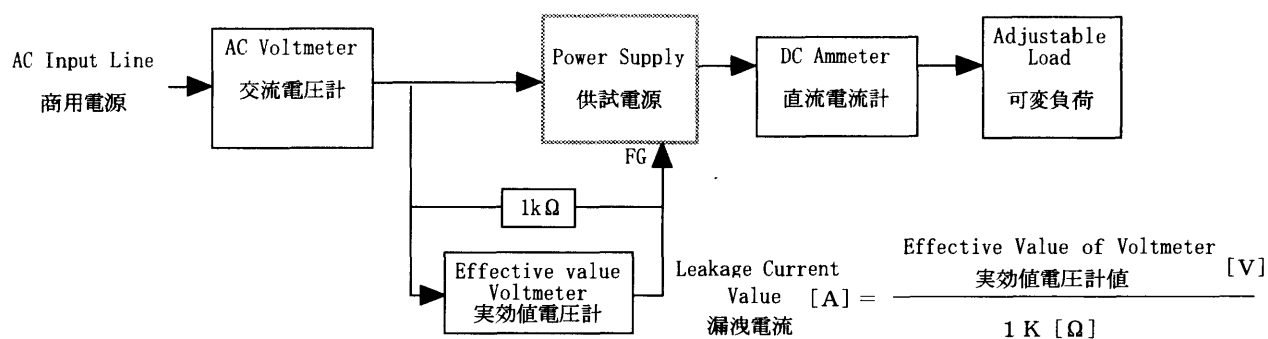 AC Input Line
商用電源
AC Voltmeter
交流電圧計
Power Supply
供試電源
DC Ammeter
直流電流計
Adjustable
Load
可変負荷
FG
1kΩ
Effective value
Voltmeter
実効値電圧計
Leakage Current
Value [A] =
漏洩電流
Effective Value of Voltmeter
実効値電圧計値 [V]
1 K [Ω]